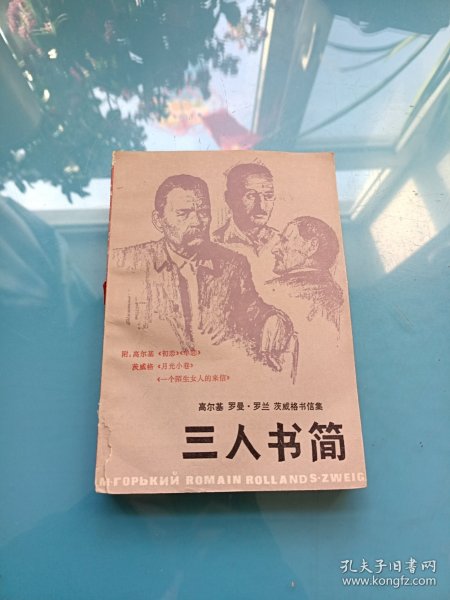 附:高尔基《初恋》《单恋》
茨威格《月光小巷》
《一个陌生女人的来信》
高尔基 罗曼·罗兰 茨威格书信集
三人书简
М·ГОРЬКИЙ ROMAIN ROLLAND S·ZWEIG
孔夫子旧书网
www.kongfz.com